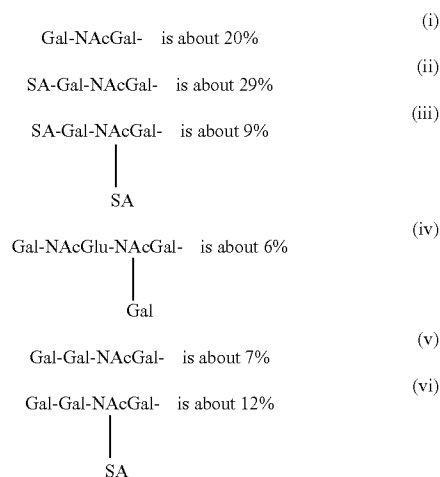 (i)
Gal-NAcGal- is about 20%
(ii)
SA-Gal-NAcGal- is about 29%
(iii)
SA-Gal-NAcGal- is about 9%
SA
(iv)
Gal-NAcGlu-NAcGal- is about 6%
Gal
(v)
Gal-Gal-NAcGal- is about 7%
(vi)
Gal-Gal-NAcGal- is about 12%
SA